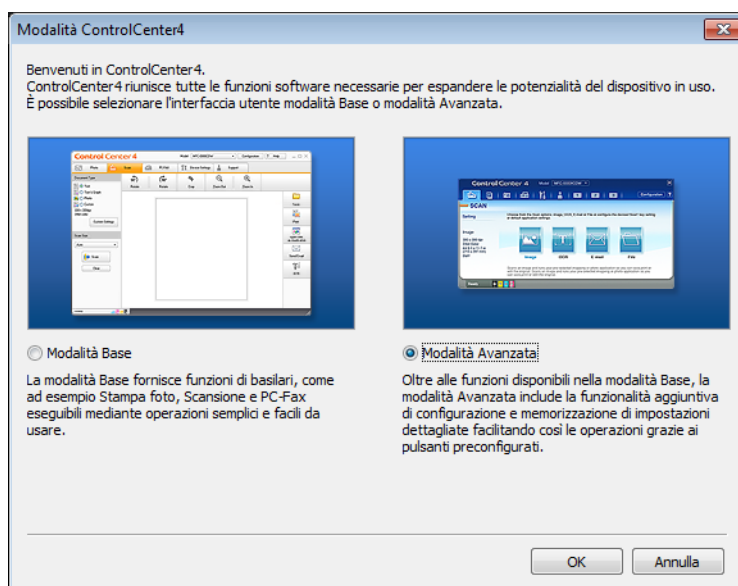 Modalità ControlCenter4
Benvenuti in ControlCenter4.
ControlCenter4 riunisce tutte le funzioni software necessarie per espandere le potenzialità del dispositivo in uso.
È possibile selezionare l'interfaccia utente modalità Base o modalità Avanzata.
Control Center 4
Control Center 4
SCAN
Image
OCR
E-mail
File
Modalità Base
La modalità Base fornisce funzioni di basilari, come
ad esempio Stampa foto, Scansione e PC-Fax
eseguibili mediante operazioni semplici e facili da
usare.
Modalità Avanzata
Oltre alle funzioni disponibili nella modalità Base, la
modalità Avanzata include la funzionalità aggiuntiva
di configurazione e memorizzazione di impostazioni
dettagliate facilitando così le operazioni grazie ai
pulsanti preconfigurati.
OK
Annulla